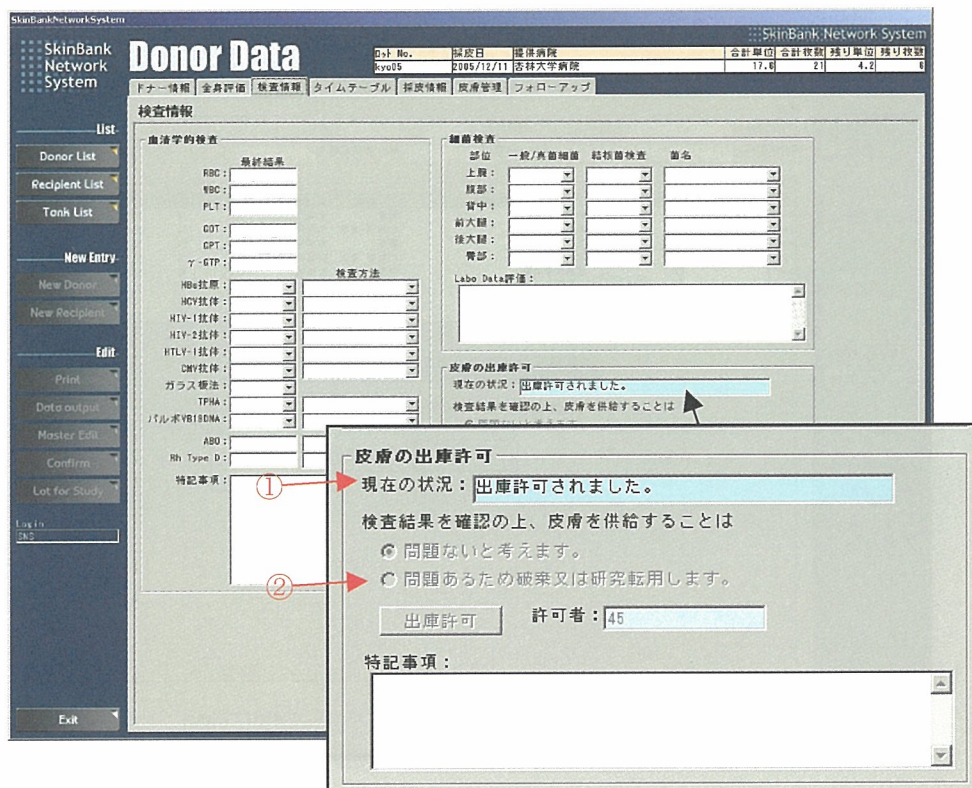 SkinBankNetworkSystem
SkinBank Network System
SkinBank
Network
System
Donor Data
ロット No. 採皮日 提供病院 合計単位 合計枚数 残り単位 残り枚数
kyo05 2005/12/11 杏林大学病院 17.6 21 4.2 6
ドナー情報 全身評価 検査情報 タイムテーブル 採皮情報 皮膚管理 フォローアップ
検査情報
List
Donor List
Recipient List
Tank List
New Entry
New Donor
New Recipient
Edit
Print
Data output
Master Edit
Confirm
Lot for Study
Login
SNS
Exit
血清学的検査
最終結果
RBC:
WBC:
PLT:
GOT:
GPT:
γ-GTP:
検査方法
HBs抗原:
HCV抗体:
HIV-1抗体:
HIV-2抗体:
HTLV-1抗体:
CMV抗体:
ガラス板法:
TPHA:
パルボVB19DNA:
ABO:
Rh Type D:
特記事項:
細菌検査
部位 一般/真菌細菌 結核菌検査 菌名
上腕:
腹部:
背中:
前大腿:
後大腿:
臀部:
Labo Data評価:
皮膚の出庫許可
現在の状況:出庫許可されました。
検査結果を確認の上、皮膚を供給することは
問題ないと考えます。
皮膚の出庫許可
① 現在の状況:出庫許可されました。
検査結果を確認の上、皮膚を供給することは
問題ないと考えます。
② 問題あるため破棄又は研究転用します。
出庫許可 許可者:45
特記事項: